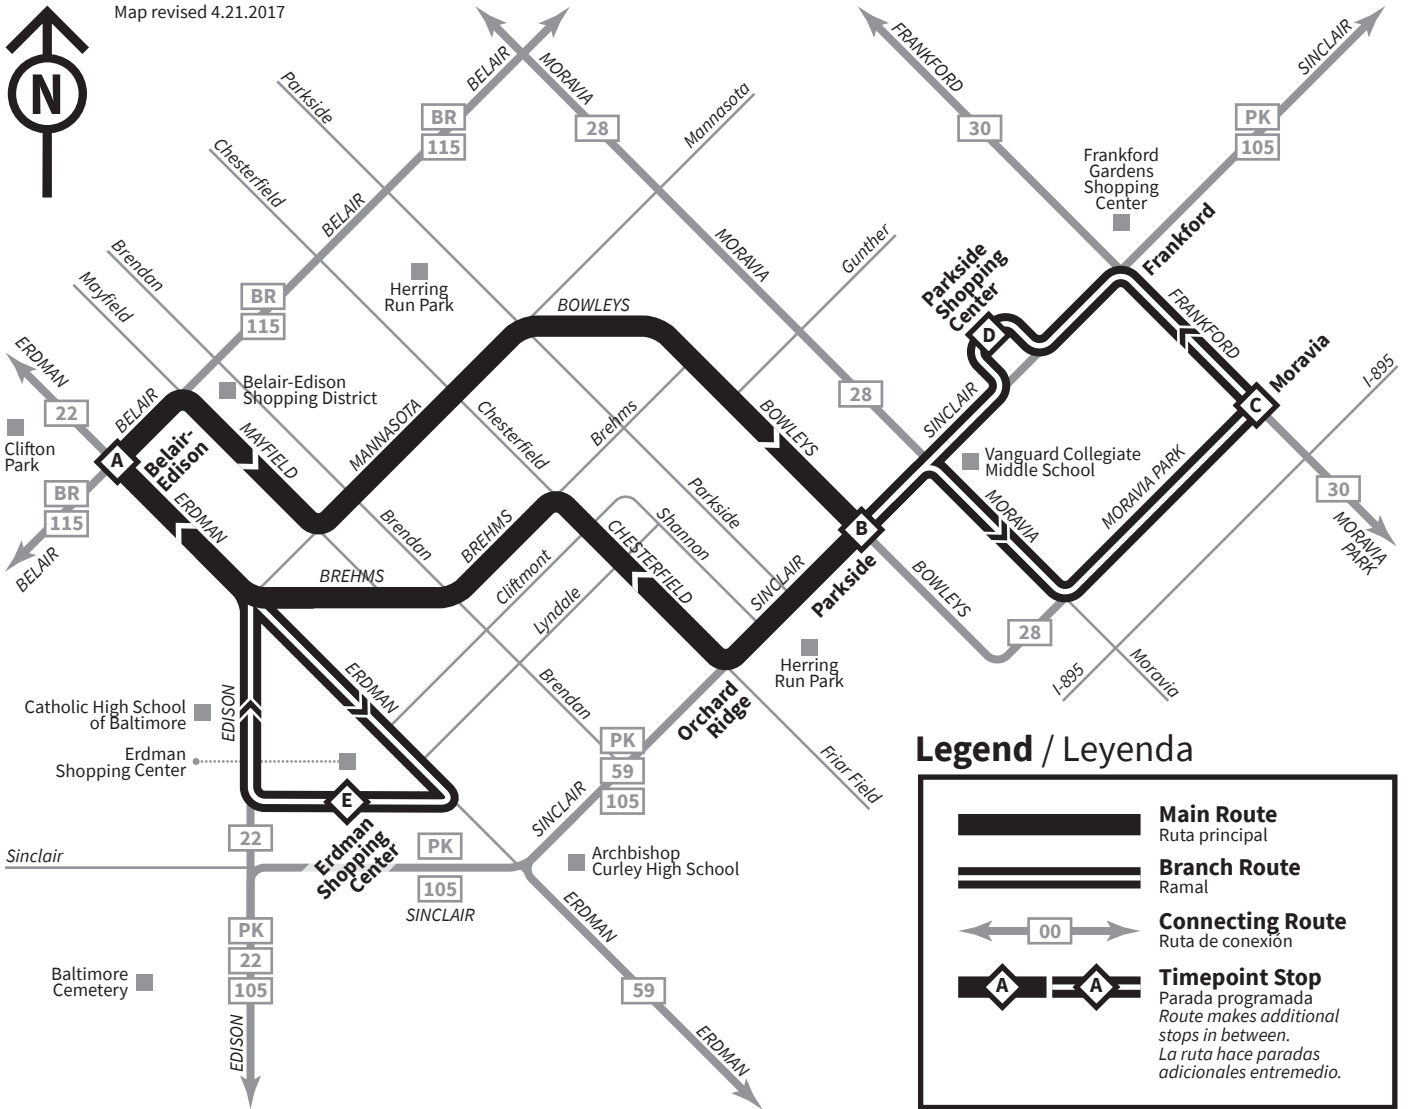 Map revised 4.21.2017
N
Parkside
Chesterfield
Brendan
Mayfield
BELAIR
MORAVIA
BR
115
28
Mannasota
FRANKFORD
30
SINCLAIR
PK
105
Frankford
Gardens
Shopping
Center
BELAIR
BR
115
Herring
Run Park
BOWLEYS
MORAVIA
Gunther
Parkside
Shopping
Center
D
Frankford
FRANKFORD
Moravia
I-895
ERDMAN
22
Clifton
Park
BR
115
BELAIR
BELAIR
A
Belair-
Edison
Belair-Edison
Shopping District
MAYFIELD
MANNASOTA
Chesterfield
Brehms
BOWLEYS
28
SINCLAIR
C
Vanguard Collegiate
Middle School
MORAVIA
MORAVIA PARK
30
MORAVIA
PARK
ERDMAN
BREHMS
Brendan
BREHMS
Cliftmont
Lyndale
CHESTERFIELD
Shannon
Parkside
SINCLAIR
B
Parkside
BOWLEYS
28
I-895
Moravia
Herring
Run Park
Orchard
Ridge
Friar Field
Brendan
ERDMAN
EDISON
Catholic High School
of Baltimore
Erdman
Shopping Center
E
Erdman
Shopping
Center
22
Sinclair
PK
105
SINCLAIR
PK
59
105
SINCLAIR
Archbishop
Curley High School
ERDMAN
59
ERDMAN
PK
22
105
Baltimore
Cemetery
EDISON
Legend / Leyenda
Main Route
Ruta principal
Branch Route
Ramal
00
Connecting Route
Ruta de conexión
A
A
Timepoint Stop
Parada programada
Route makes additional
stops in between.
La ruta hace paradas
adicionales entremedio.